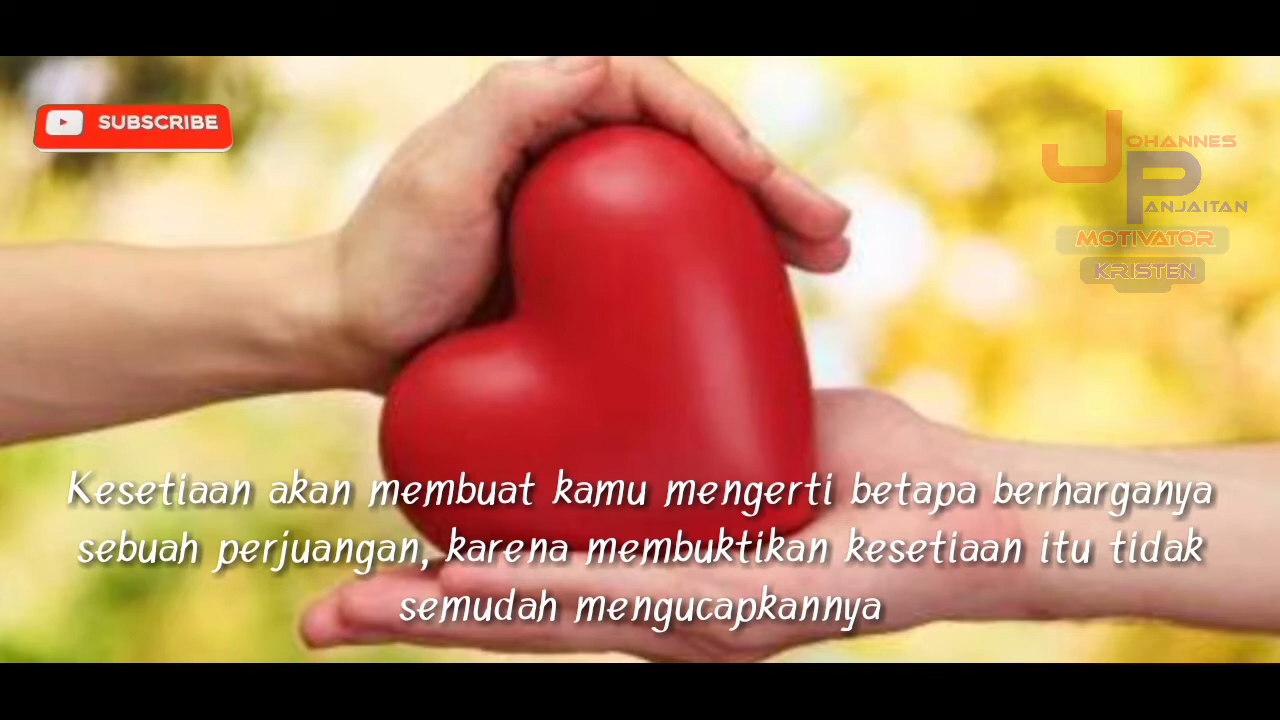 SUBSCRIBE
JOHANNES
PANJAITAN
MOTIVATOR
KRISTEN
Kesetiaan akan membuat kamu mengerti betapa berharganya
sebuah perjuangan, karena membuktikan kesetiaan itu tidak
semudah mengucapkannya